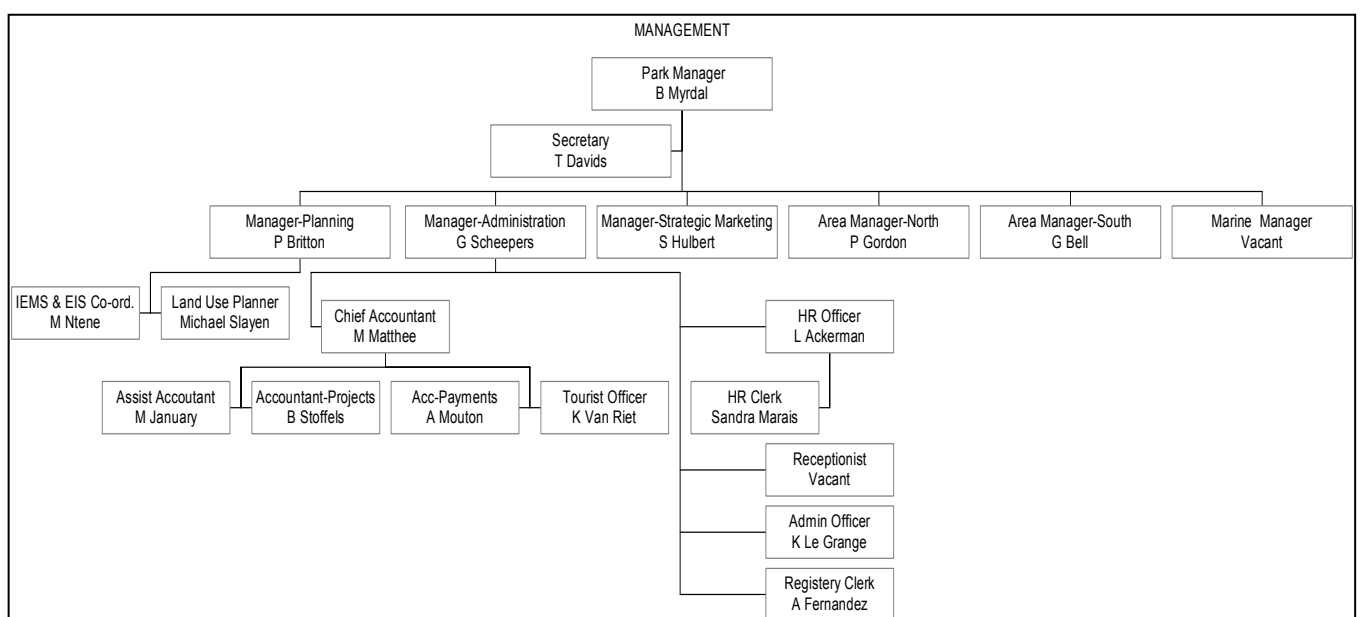 MANAGEMENT
Park Manager
B Myrdal
Secretary
T Davids
Manager-Planning
P Britton
Manager-Administration
G Scheepers
Manager-Strategic Marketing
S Hulbert
Area Manager-North
P Gordon
Area Manager-South
G Bell
Marine Manager
Vacant
IEMS & EIS Co-ord.
M Ntene
Land Use Planner
Michael Slayen
Chief Accountant
M Matthee
HR Officer
L Ackerman
Assist Accoutant
M January
Accountant-Projects
B Stoffels
Acc-Payments
A Mouton
Tourist Officer
K Van Riet
HR Clerk
Sandra Marais
Receptionist
Vacant
Admin Officer
K Le Grange
Registery Clerk
A Fernandez